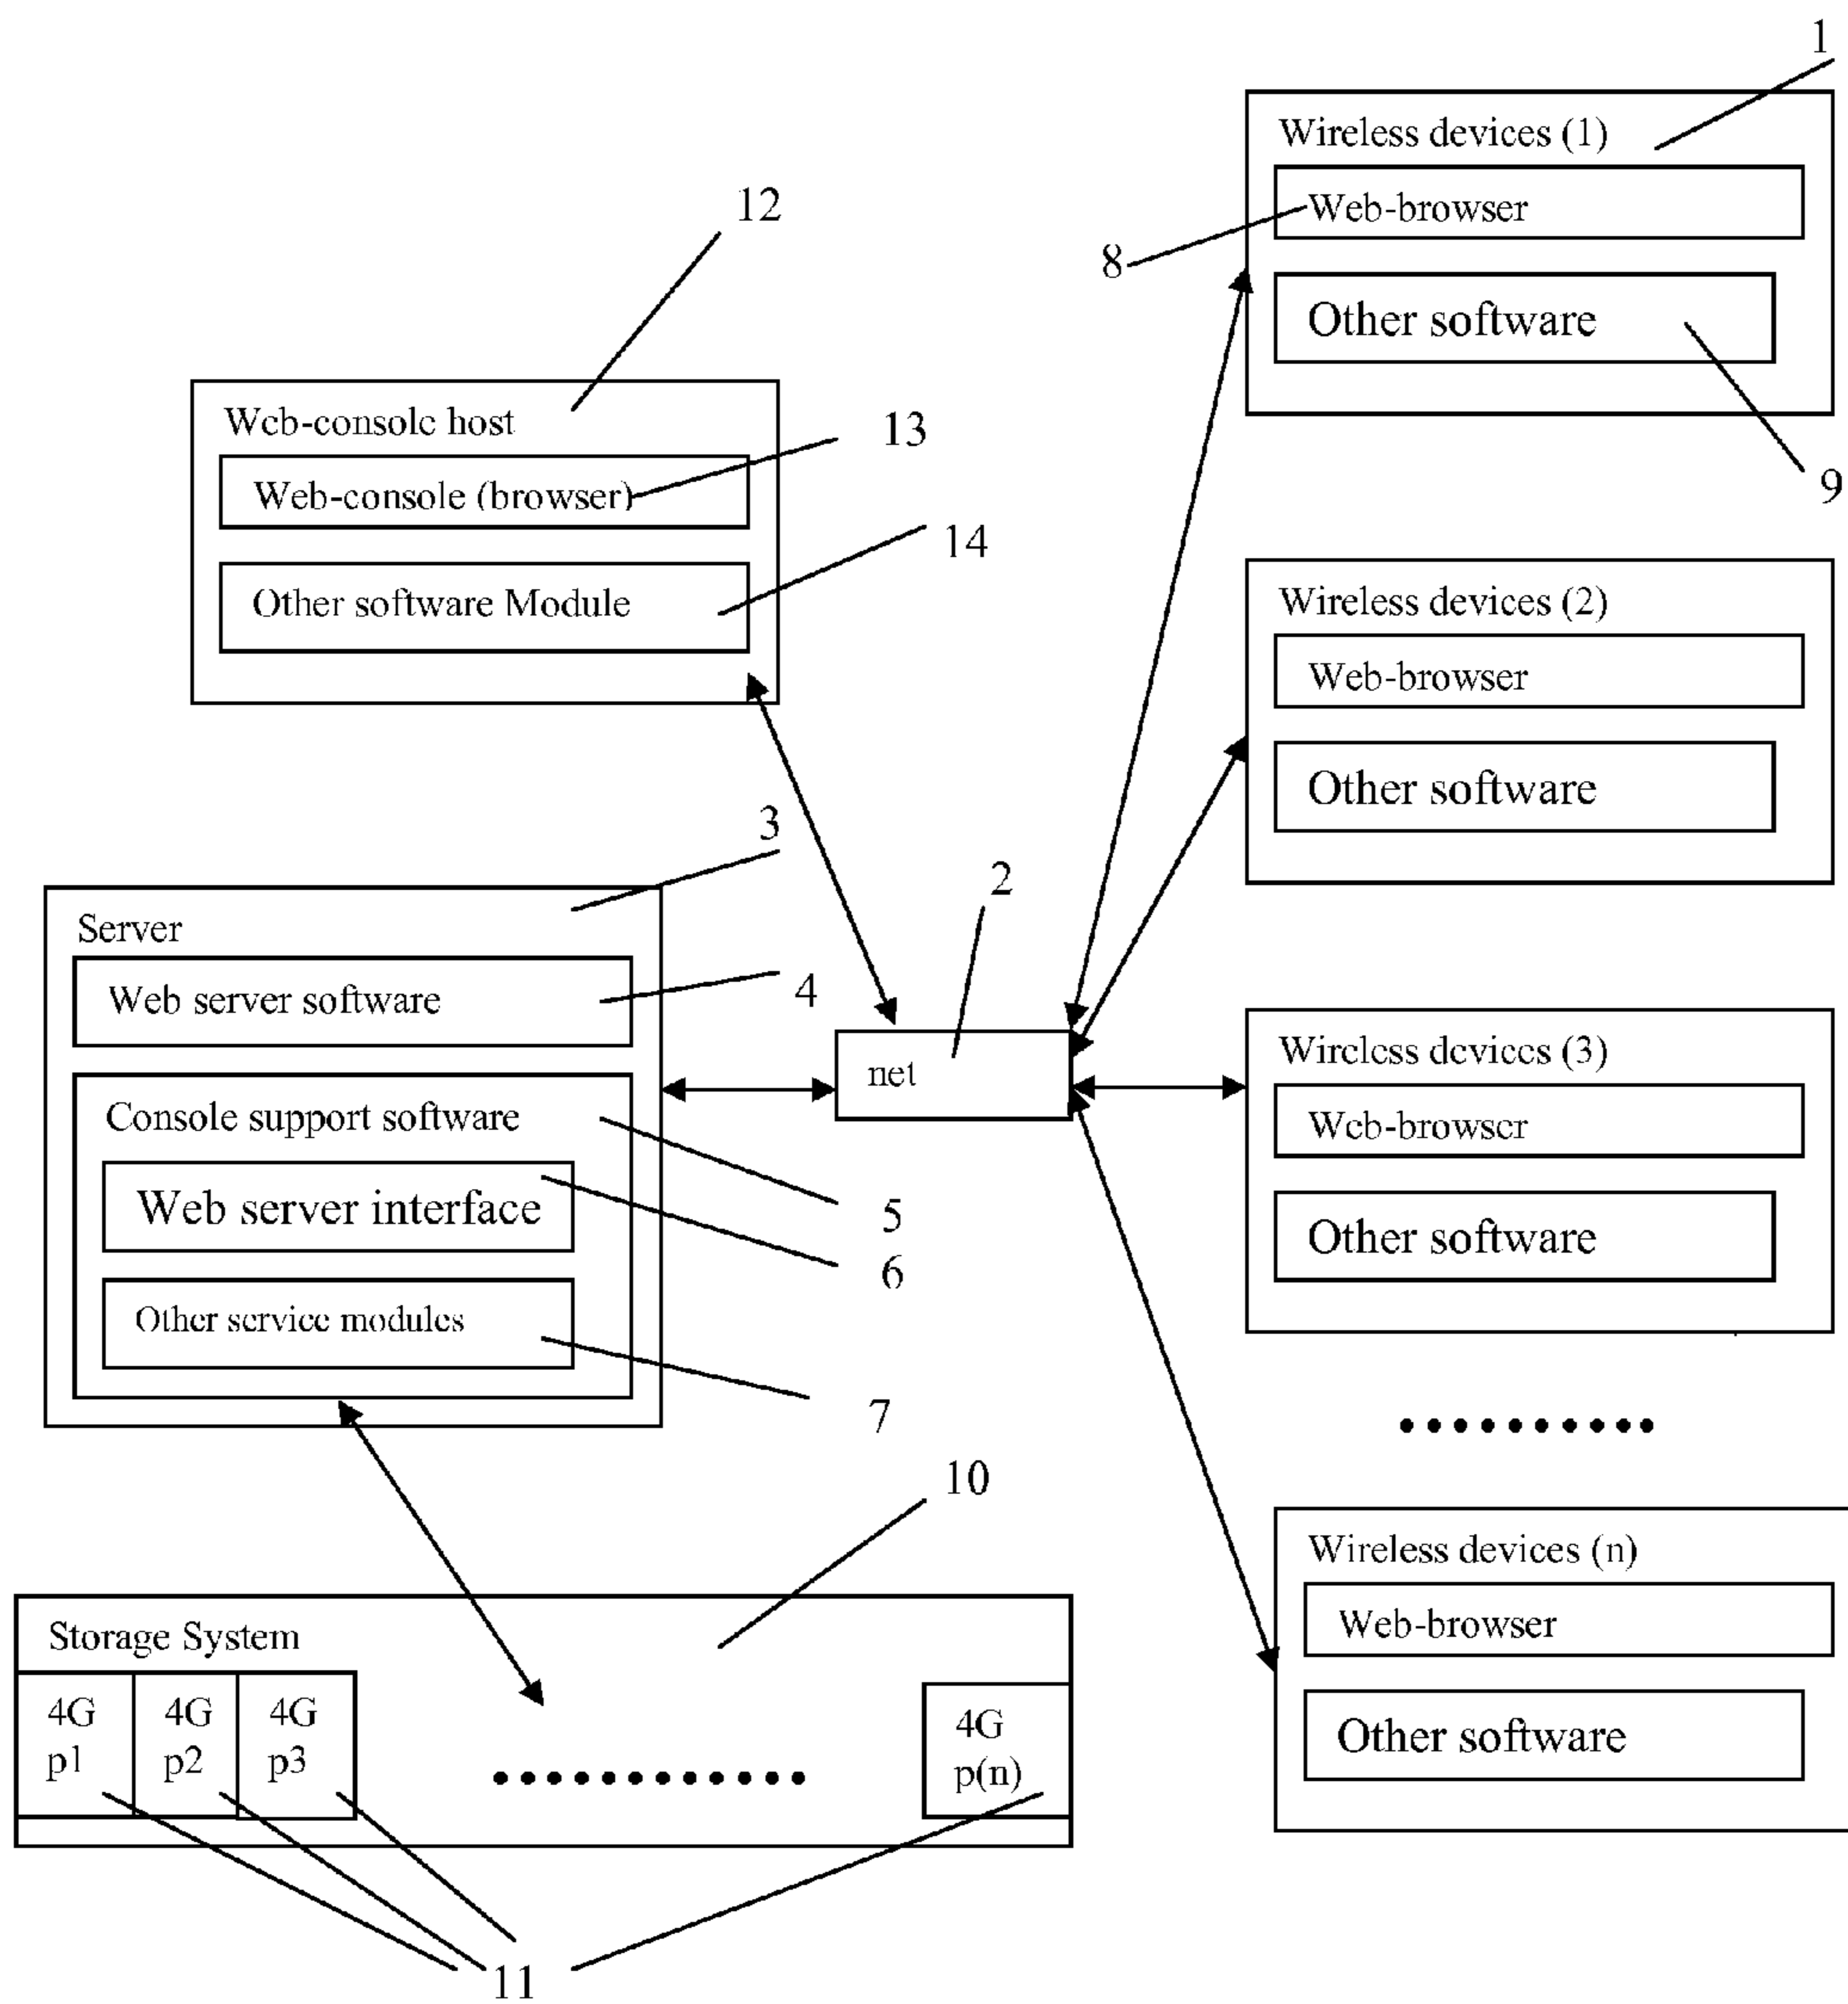 1
Wireless devices (1)
Web-browser
8
Other software
9
12
Web-console host
Web-console (browser)
13
Other software Module
14
Wireless devices (2)
Web-browser
Other software
3
Server
Web server software
4
Console support software
5
Web server interface
6
Other service modules
7
2
net
Wireless devices (3)
Web-browser
Other software
10
Storage System
4G
p1
4G
p2
4G
p3
4G
p(n)
11
Wireless devices (n)
Web-browser
Other software